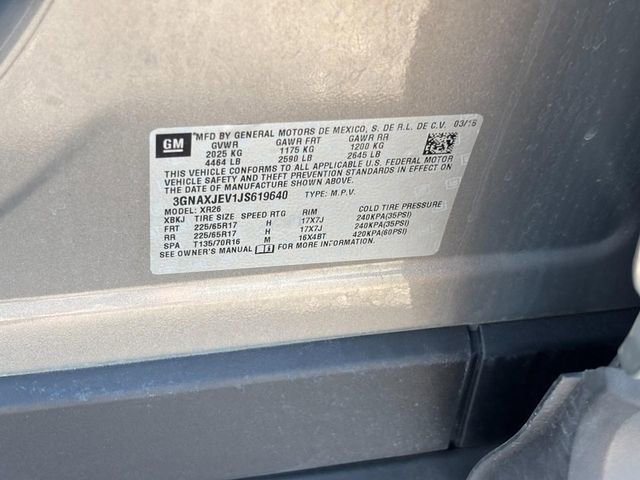 GM *MFD BY GENERAL MOTORS DE MEXICO, S. DE R.L. DE C.V. 03/18
GVWR GAWR FRT GAWR RR
2025 KG 1175 KG 1200 KG
4464 LB 2590 LB 2645 LB
THIS VEHICLE CONFORMS TO ALL APPLICABLE U.S. FEDERAL MOTOR
VEHICLE SAFETY AND THEFT PREVENTION STANDARDS IN EFFECT ON
THE DATE OF MANUFACTURE SHOWN ABOVE.
3GNAXJEV1JS619640 TYPE: M.P.V.
MODEL: XR26
XBKJ TIRE SIZE SPEED RTG RIM COLD TIRE PRESSURE
FRT 225/65R17 H 17X7J 240KPA(35PSI)
RR 225/65R17 H 17X7J 240KPA(35PSI)
SPA T135/70R16 M 16X4BT 420KPA(60PSI)
SEE OWNER'S MANUAL FOR MORE INFORMATION.